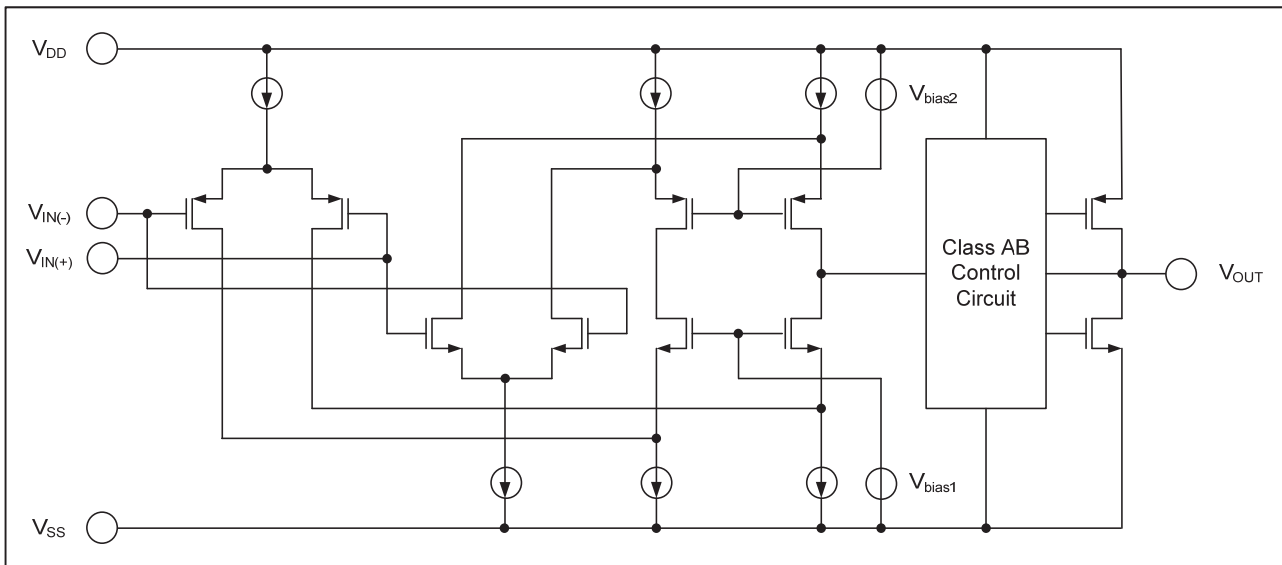 VDD
Vbias2
VIN(-)
VIN(+)
Class AB
Control
Circuit
VOUT
Vbias1
VSS